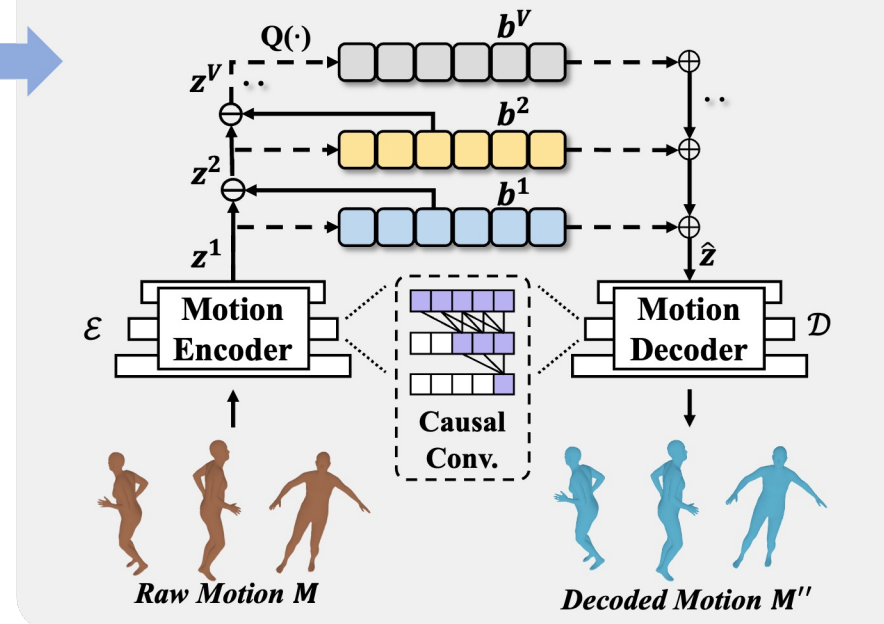 Q(·)
b^V
z^V
··
··
b^2
z^2
b^1
z^1
ẑ
Motion
Encoder
ℰ
Motion
Decoder
𝒟
Causal
Conv.
Raw Motion M
Decoded Motion M''